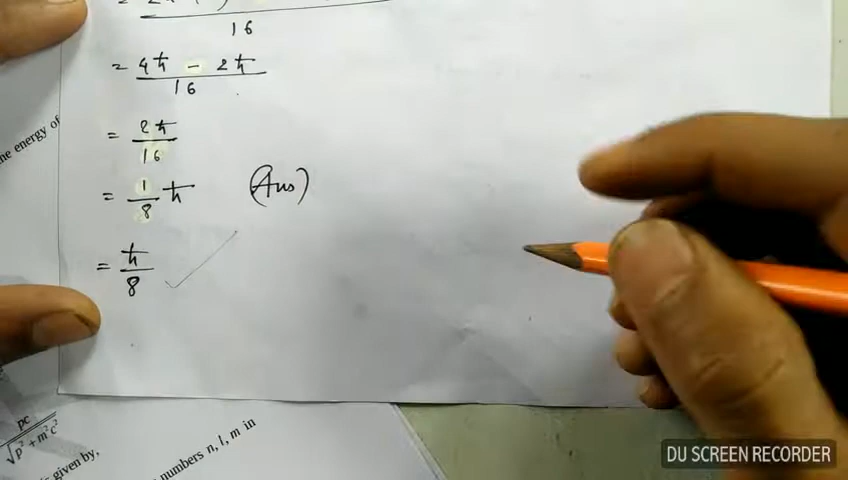 16
= 4ħ - 2ħ / 16
= 2ħ / 16
= 1/8 ħ (Ans)
= ħ/8
the energy of
pc / √p² + m²c²
given by,
numbers n, l, m in
DU SCREEN RECORDER